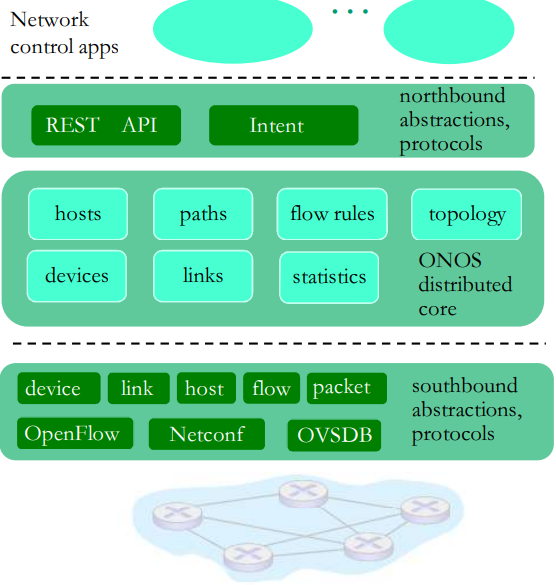 Network
control apps
...
REST API
Intent
northbound
abstractions,
protocols
hosts
paths
flow rules
topology
devices
links
statistics
ONOS
distributed
core
device
link
host
flow
packet
southbound
abstractions,
protocols
OpenFlow
Netconf
OVSDB